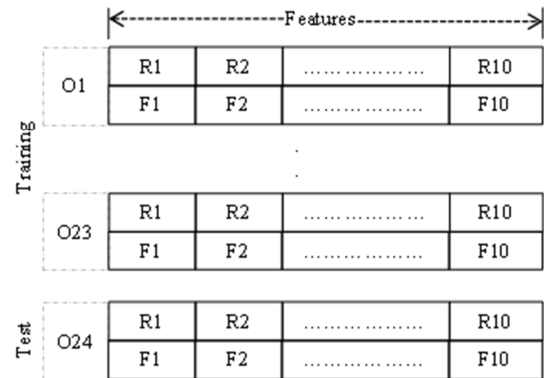 Features
Training
O1
R1 R2 ……………… R10
F1 F2 ……………… F10
.
.
O23
R1 R2 ……………… R10
F1 F2 ……………… F10
Test
O24
R1 R2 ……………… R10
F1 F2 ……………… F10